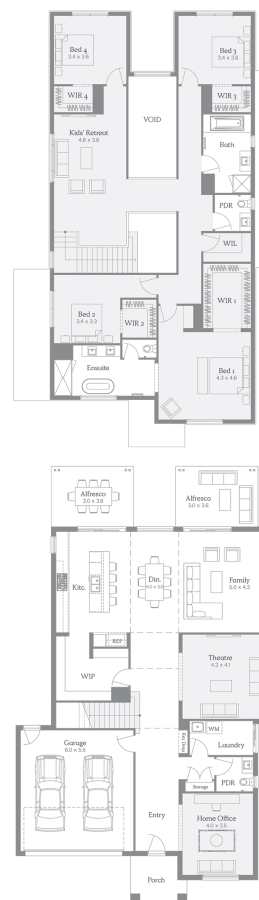 Bed 4
3.4 x 3.6
Bed 3
3.4 x 3.6
WIR 4
WIR 3
VOID
Kids' Retreat
4.8 x 3.6
Bath
PDR
WIL
WIR 1
Bed 2
3.4 x 3.3
WIR 2
Bed 1
4.3 x 4.6
Ensuite
Alfresco
3.0 x 3.6
Alfresco
3.0 x 3.6
Kitc.
Din.
Family
5.0 x 4.3
REF
Theatre
4.2 x 4.1
WIP
WM
Laundry
Garage
6.0 x 5.5
PDR
Storage
Entry
Home Office
4.0 x 3.5
Porch